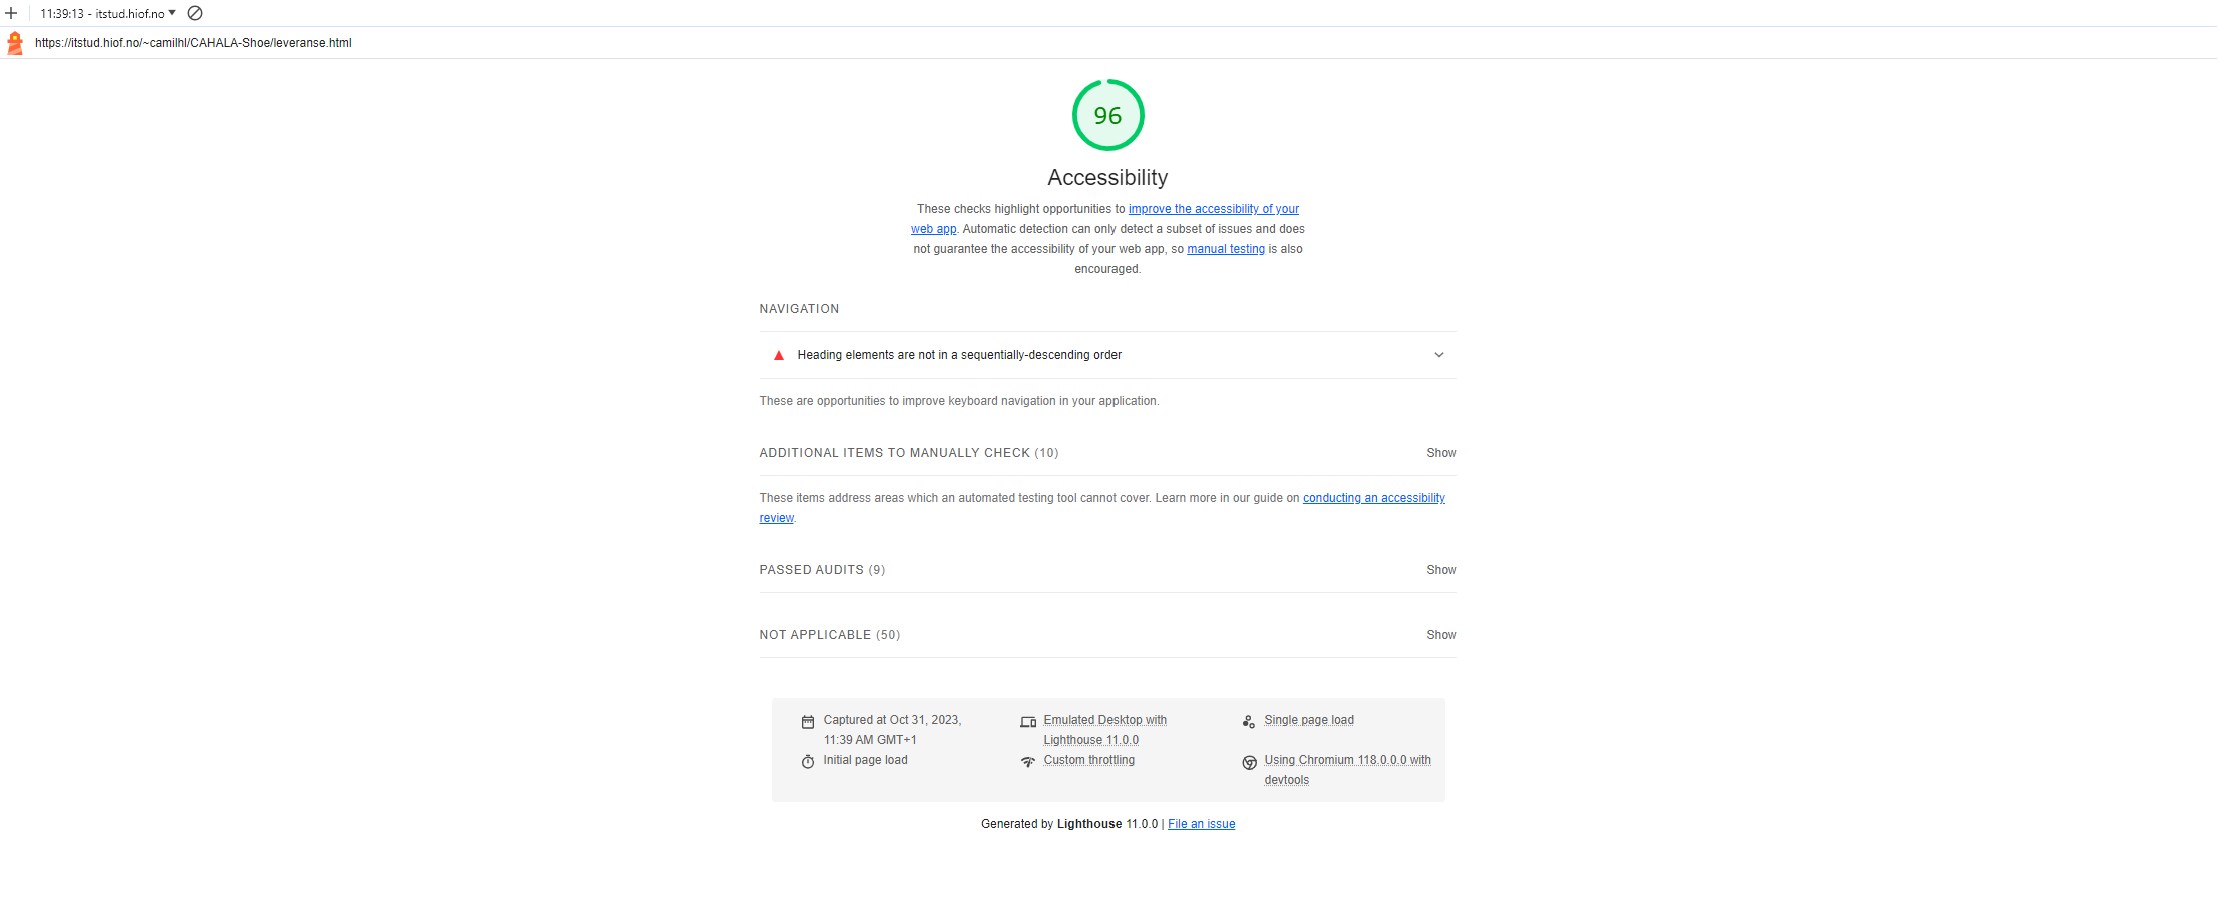 11:39:13 - itstud.hiof.no
https://itstud.hiof.no/~camilhl/CAHALA-Shoe/leveranse.html
96
Accessibility
These checks highlight opportunities to improve the accessibility of your
web app. Automatic detection can only detect a subset of issues and does
not guarantee the accessibility of your web app, so manual testing is also
encouraged.
NAVIGATION
Heading elements are not in a sequentially-descending order
These are opportunities to improve keyboard navigation in your application.
ADDITIONAL ITEMS TO MANUALLY CHECK (10) Show
These items address areas which an automated testing tool cannot cover. Learn more in our guide on conducting an accessibility
review.
PASSED AUDITS (9) Show
NOT APPLICABLE (50) Show
Captured at Oct 31, 2023,
11:39 AM GMT+1
Initial page load
Emulated Desktop with
Lighthouse 11.0.0
Custom throttling
Single page load
Using Chromium 118.0.0.0 with
devtools
Generated by Lighthouse 11.0.0 | File an issue